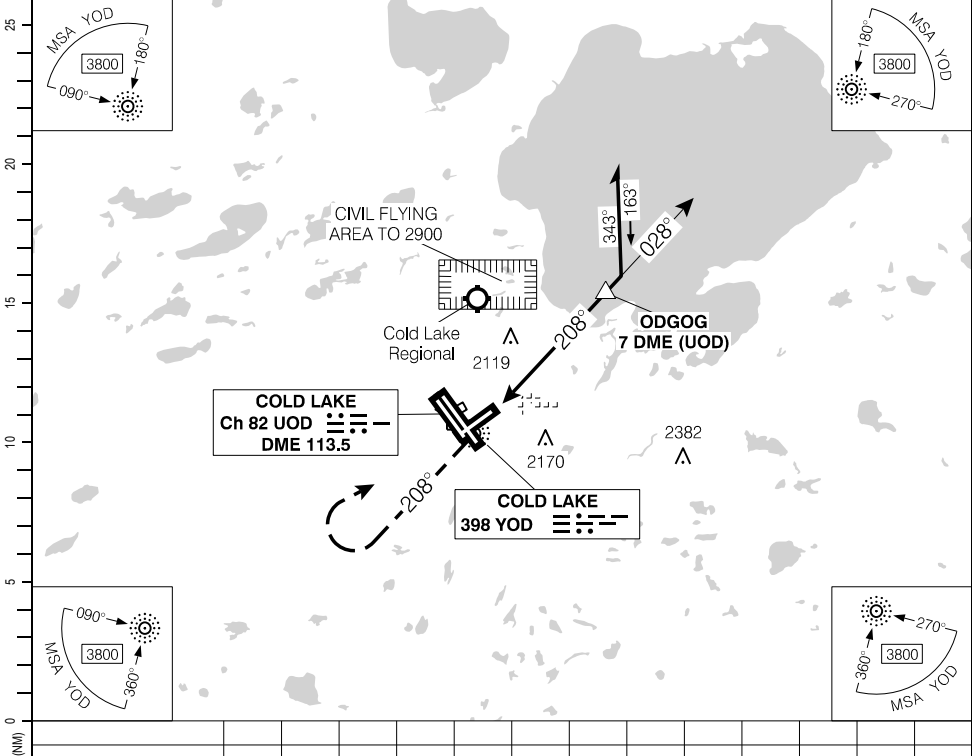 25
MSA YOD
180°
3800
090°
MSA YOD
180°
3800
270°
20
CIVIL FLYING
AREA TO 2900
343°
163°
028°
15
Cold Lake
Regional
2119
208°
ODGOG
7 DME (UOD)
COLD LAKE
Ch 82 UOD
DME 113.5
10
2170
2382
208°
COLD LAKE
398 YOD
5
090°
3800
MSA YOD
360°
270°
3800
360°
MSA YOD
0
(NM)